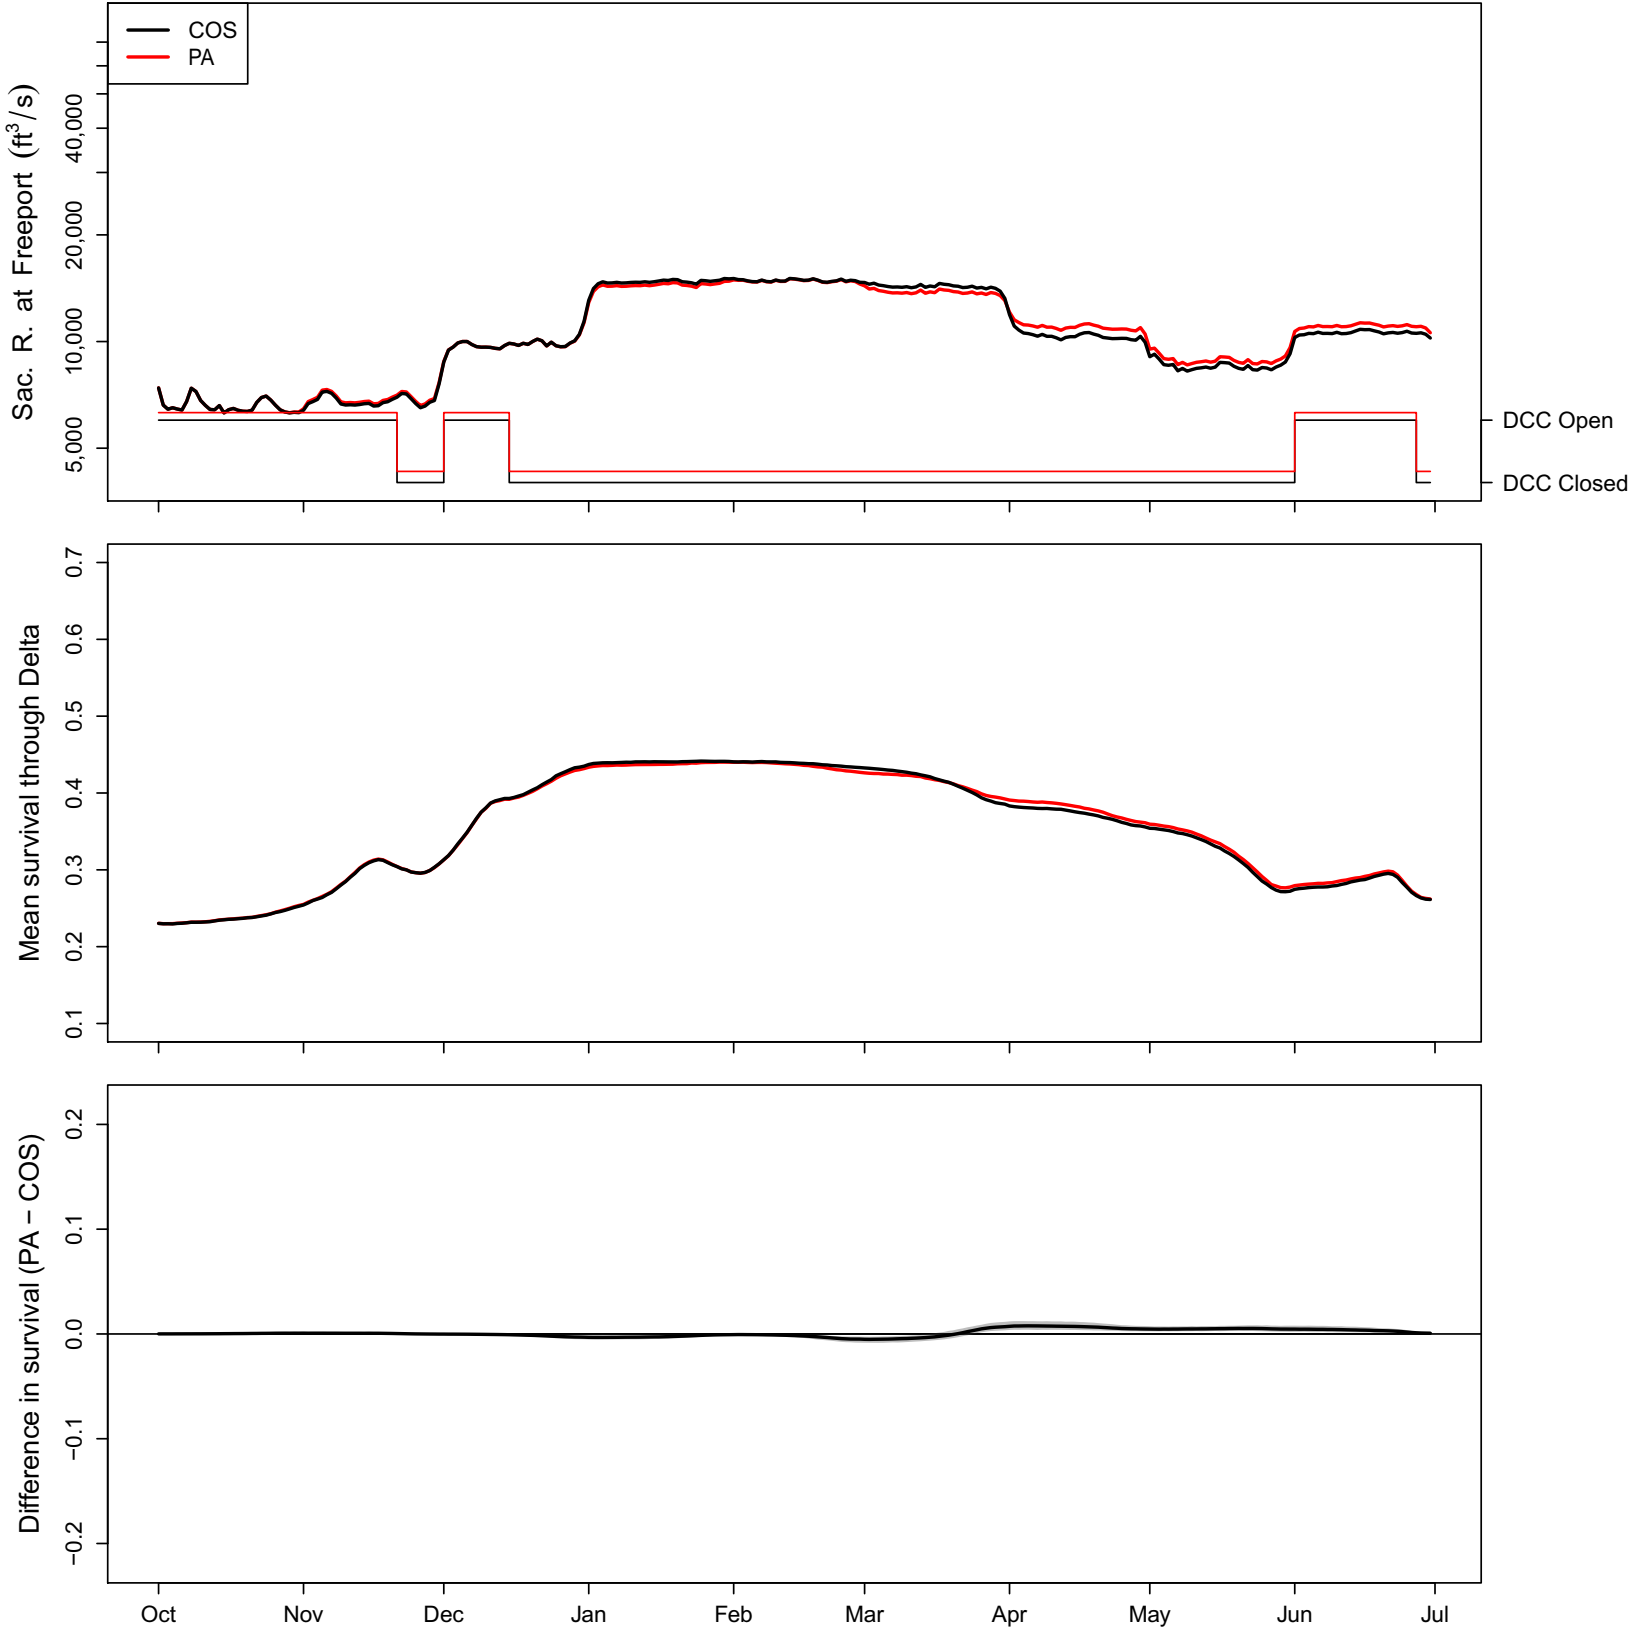 COS
PA
Sac. R. at Freeport (ft³/s)
40,000
20,000
10,000
5,000
DCC Open
DCC Closed
Mean survival through Delta
0.7
0.6
0.5
0.4
0.3
0.2
0.1
Difference in survival (PA − COS)
0.2
0.1
0.0
−0.1
−0.2
Oct Nov Dec Jan Feb Mar Apr May Jun Jul